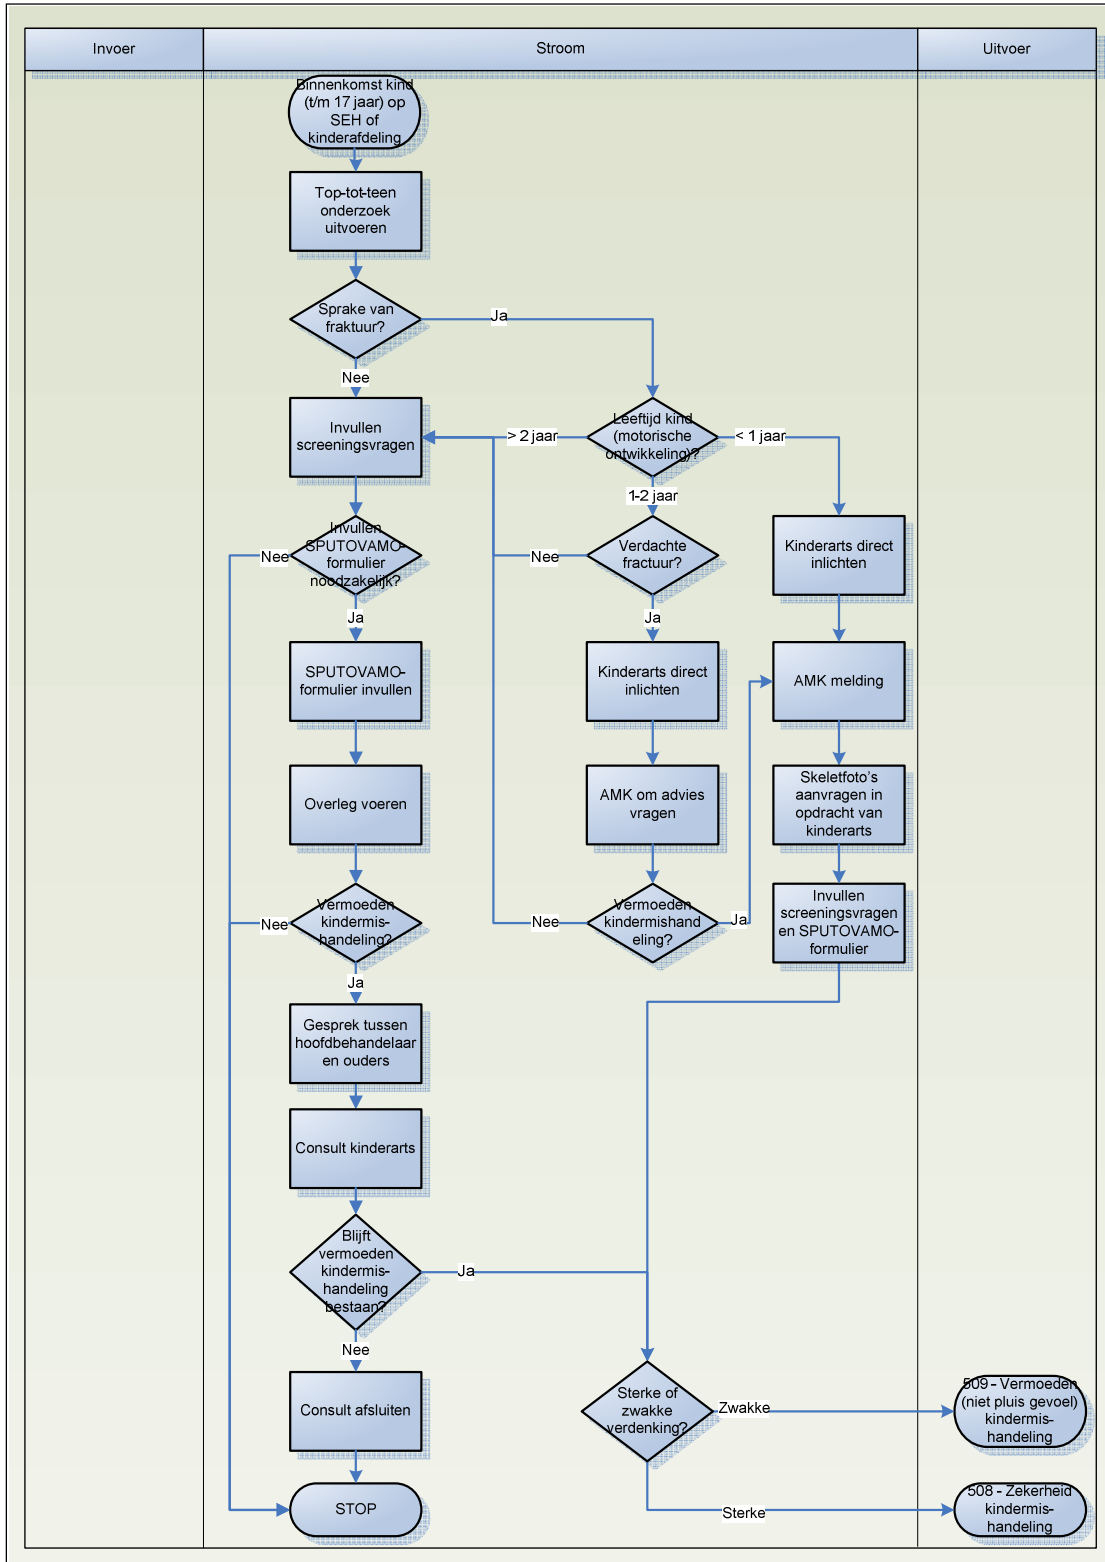 Invoer
Stroom
Uitvoer
Binnenkomst kind
(t/m 17 jaar) op
SEH of
kinderafdeling
Top-tot-teen
onderzoek
uitvoeren
Sprake van
fraktuur?
Ja
Nee
Invullen
screeningsvragen
> 2 jaar
Leeftijd kind
(motorische
ontwikkeling)?
< 1 jaar
1-2 jaar
Invullen
SPUTOVAMO-
formulier
noodzakelijk?
Nee
Ja
Nee
Verdachte
fractuur?
Ja
Kinderarts direct
inlichten
SPUTOVAMO-
formulier invullen
Kinderarts direct
inlichten
AMK melding
Overleg voeren
AMK om advies
vragen
Skeletfoto's
aanvragen in
opdracht van
kinderarts
Nee
Vermoeden
kindermis-
handeling?
Ja
Nee
Vermoeden
kindermishand
eling?
Ja
Invullen
screeningsvragen
en SPUTOVAMO-
formulier
Gesprek tussen
hoofdbehandelaar
en ouders
Consult kinderarts
Blijft
vermoeden
kindermis-
handeling
bestaan?
Ja
Nee
Consult afsluiten
Sterke of
zwakke
verdenking?
Zwakke
509 - Vermoeden
(niet pluis gevoel)
kindermis-
handeling
STOP
Sterke
508 - Zekerheid
kindermis-
handeling